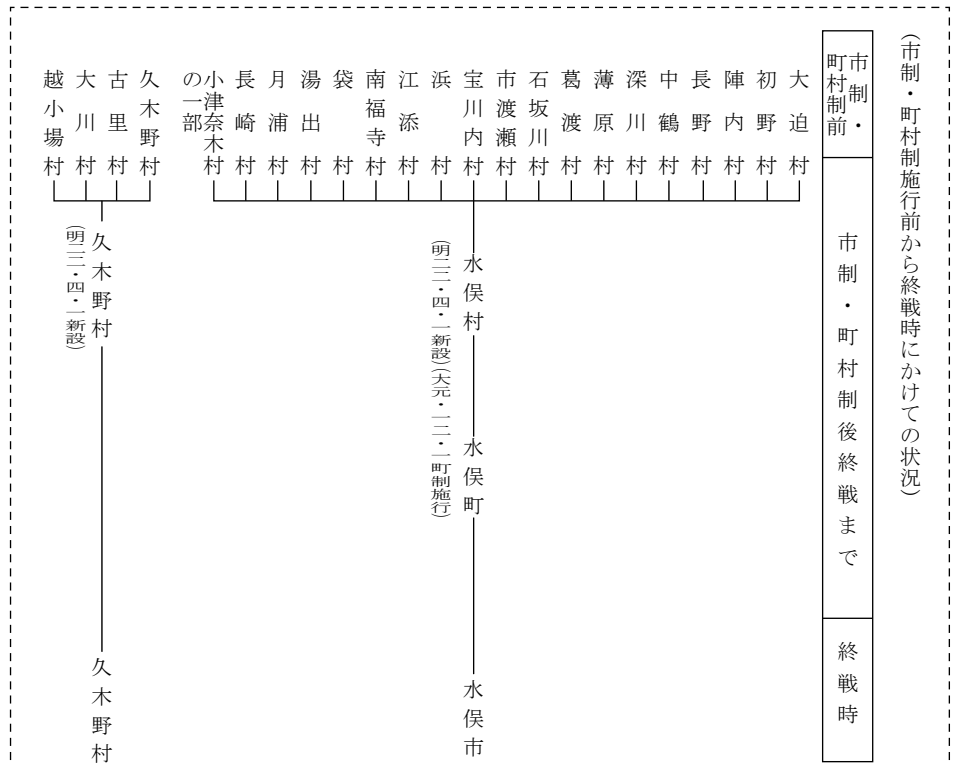 (市制・町村制施行前から終戦時にかけての状況)
市制・
町村制前
市制・町村制後終戦まで
終戦時
大迫村
初野村
陣内村
長野村
中鶴村
深川村
薄原村
葛渡村
石坂川村
市渡瀬村
宝川内村
浜村
江添村
南福寺村
袋村
湯出村
月浦村
長崎村
小津奈木村
の一部
水俣村
(明二二・四・一新設)
水俣町
(大元・一二・一町制施行)
水俣市
久木野村
古里村
大川村
越小場村
久木野村
(明二二・四・一新設)
久木野村